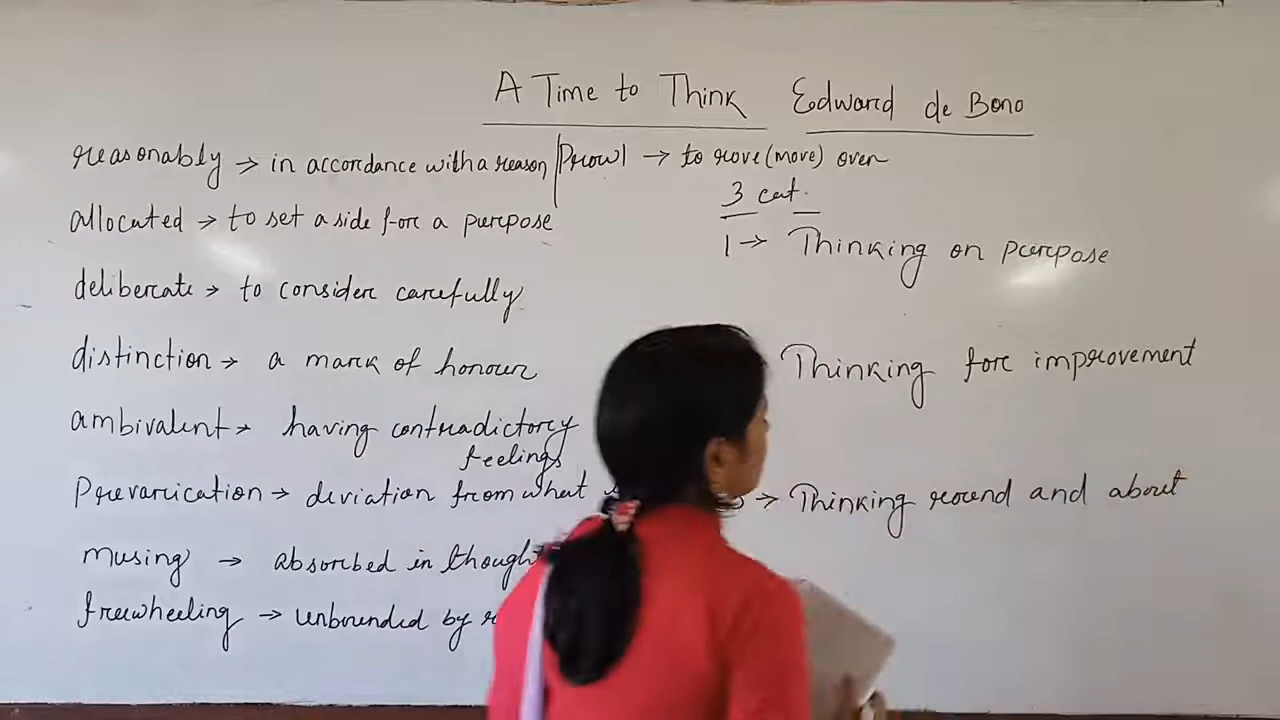 A Time to Think Edward de Bono
reasonably → in accordance with a reason
Prowl → to rove (move) over
allocated → to set aside for a purpose
deliberate → to consider carefully
distinction → a mark of honour
ambivalent → having contradictory
feelings
Prevarication → deviation from what
musing → absorbed in thought
freewheeling → unbounded by
3 cat.
1 → Thinking on purpose
Thinking for improvement
→ Thinking round and about